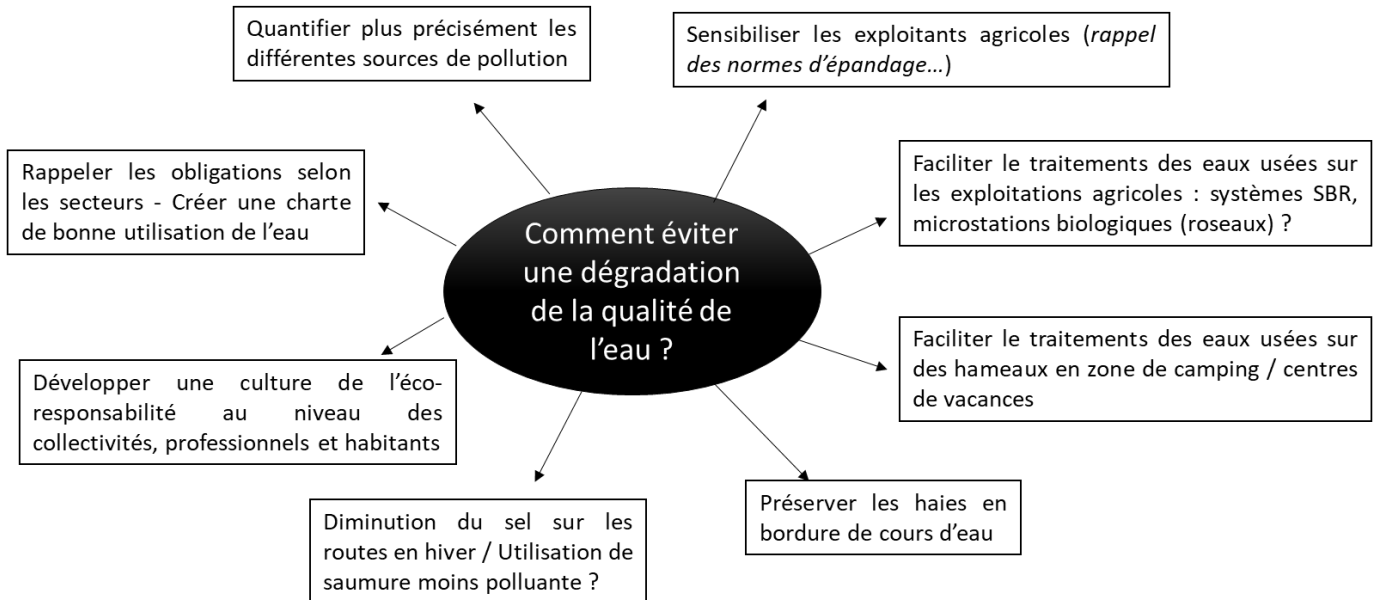 Quantifier plus précisément les
différentes sources de pollution
Sensibiliser les exploitants agricoles (rappel
des normes d'épandage…)
Rappeler les obligations selon
les secteurs - Créer une charte
de bonne utilisation de l'eau
Faciliter le traitements des eaux usées sur
les exploitations agricoles : systèmes SBR,
microstations biologiques (roseaux) ?
Comment éviter
une dégradation
de la qualité de
l'eau ?
Faciliter le traitements des eaux usées sur
des hameaux en zone de camping / centres
de vacances
Développer une culture de l'éco-
responsabilité au niveau des
collectivités, professionnels et habitants
Préserver les haies en
bordure de cours d'eau
Diminution du sel sur les
routes en hiver / Utilisation de
saumure moins polluante ?